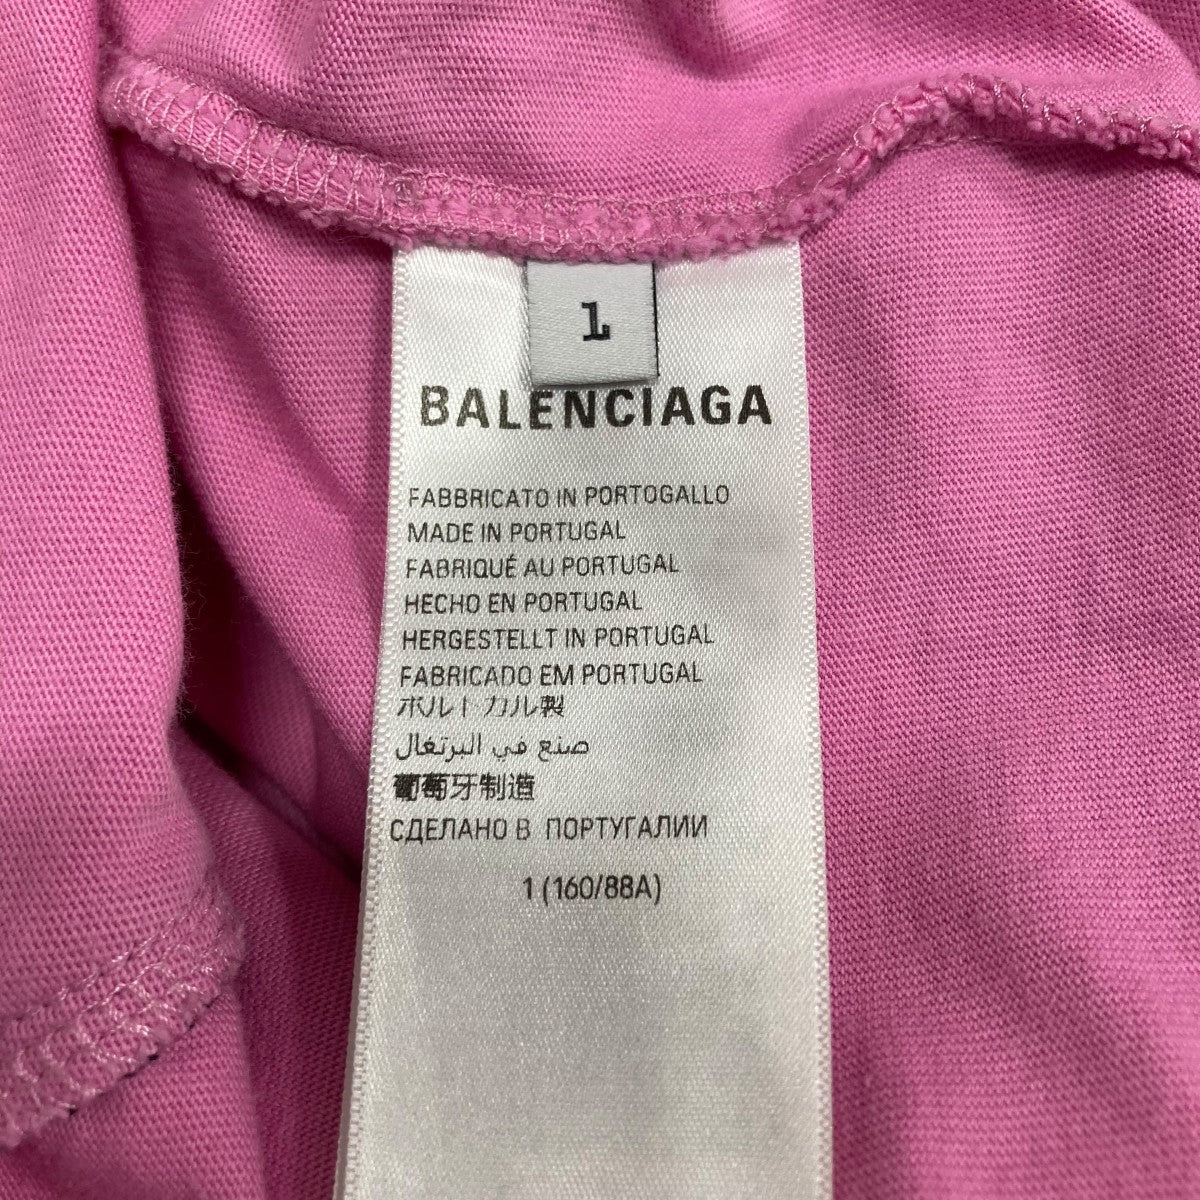 1
BALENCIAGA
FABBRICATO IN PORTOGALLO
MADE IN PORTUGAL
FABRIQUÉ AU PORTUGAL
HECHO EN PORTUGAL
HERGESTELLT IN PORTUGAL
FABRICADO EM PORTUGAL
ポルトガル製
صنع في البرتغال
葡萄牙制造
СДЕЛАНО В ПОРТУГАЛИИ
1 (160/88A)